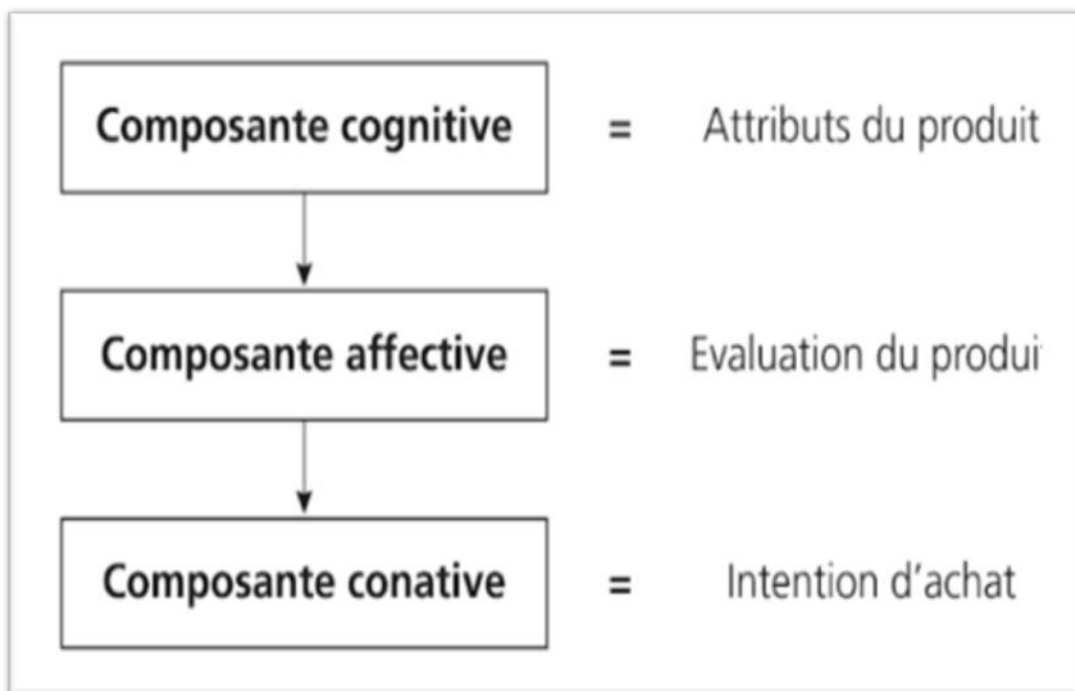 Composante cognitive = Attributs du produit
Composante affective = Evaluation du produi
Composante conative = Intention d'achat